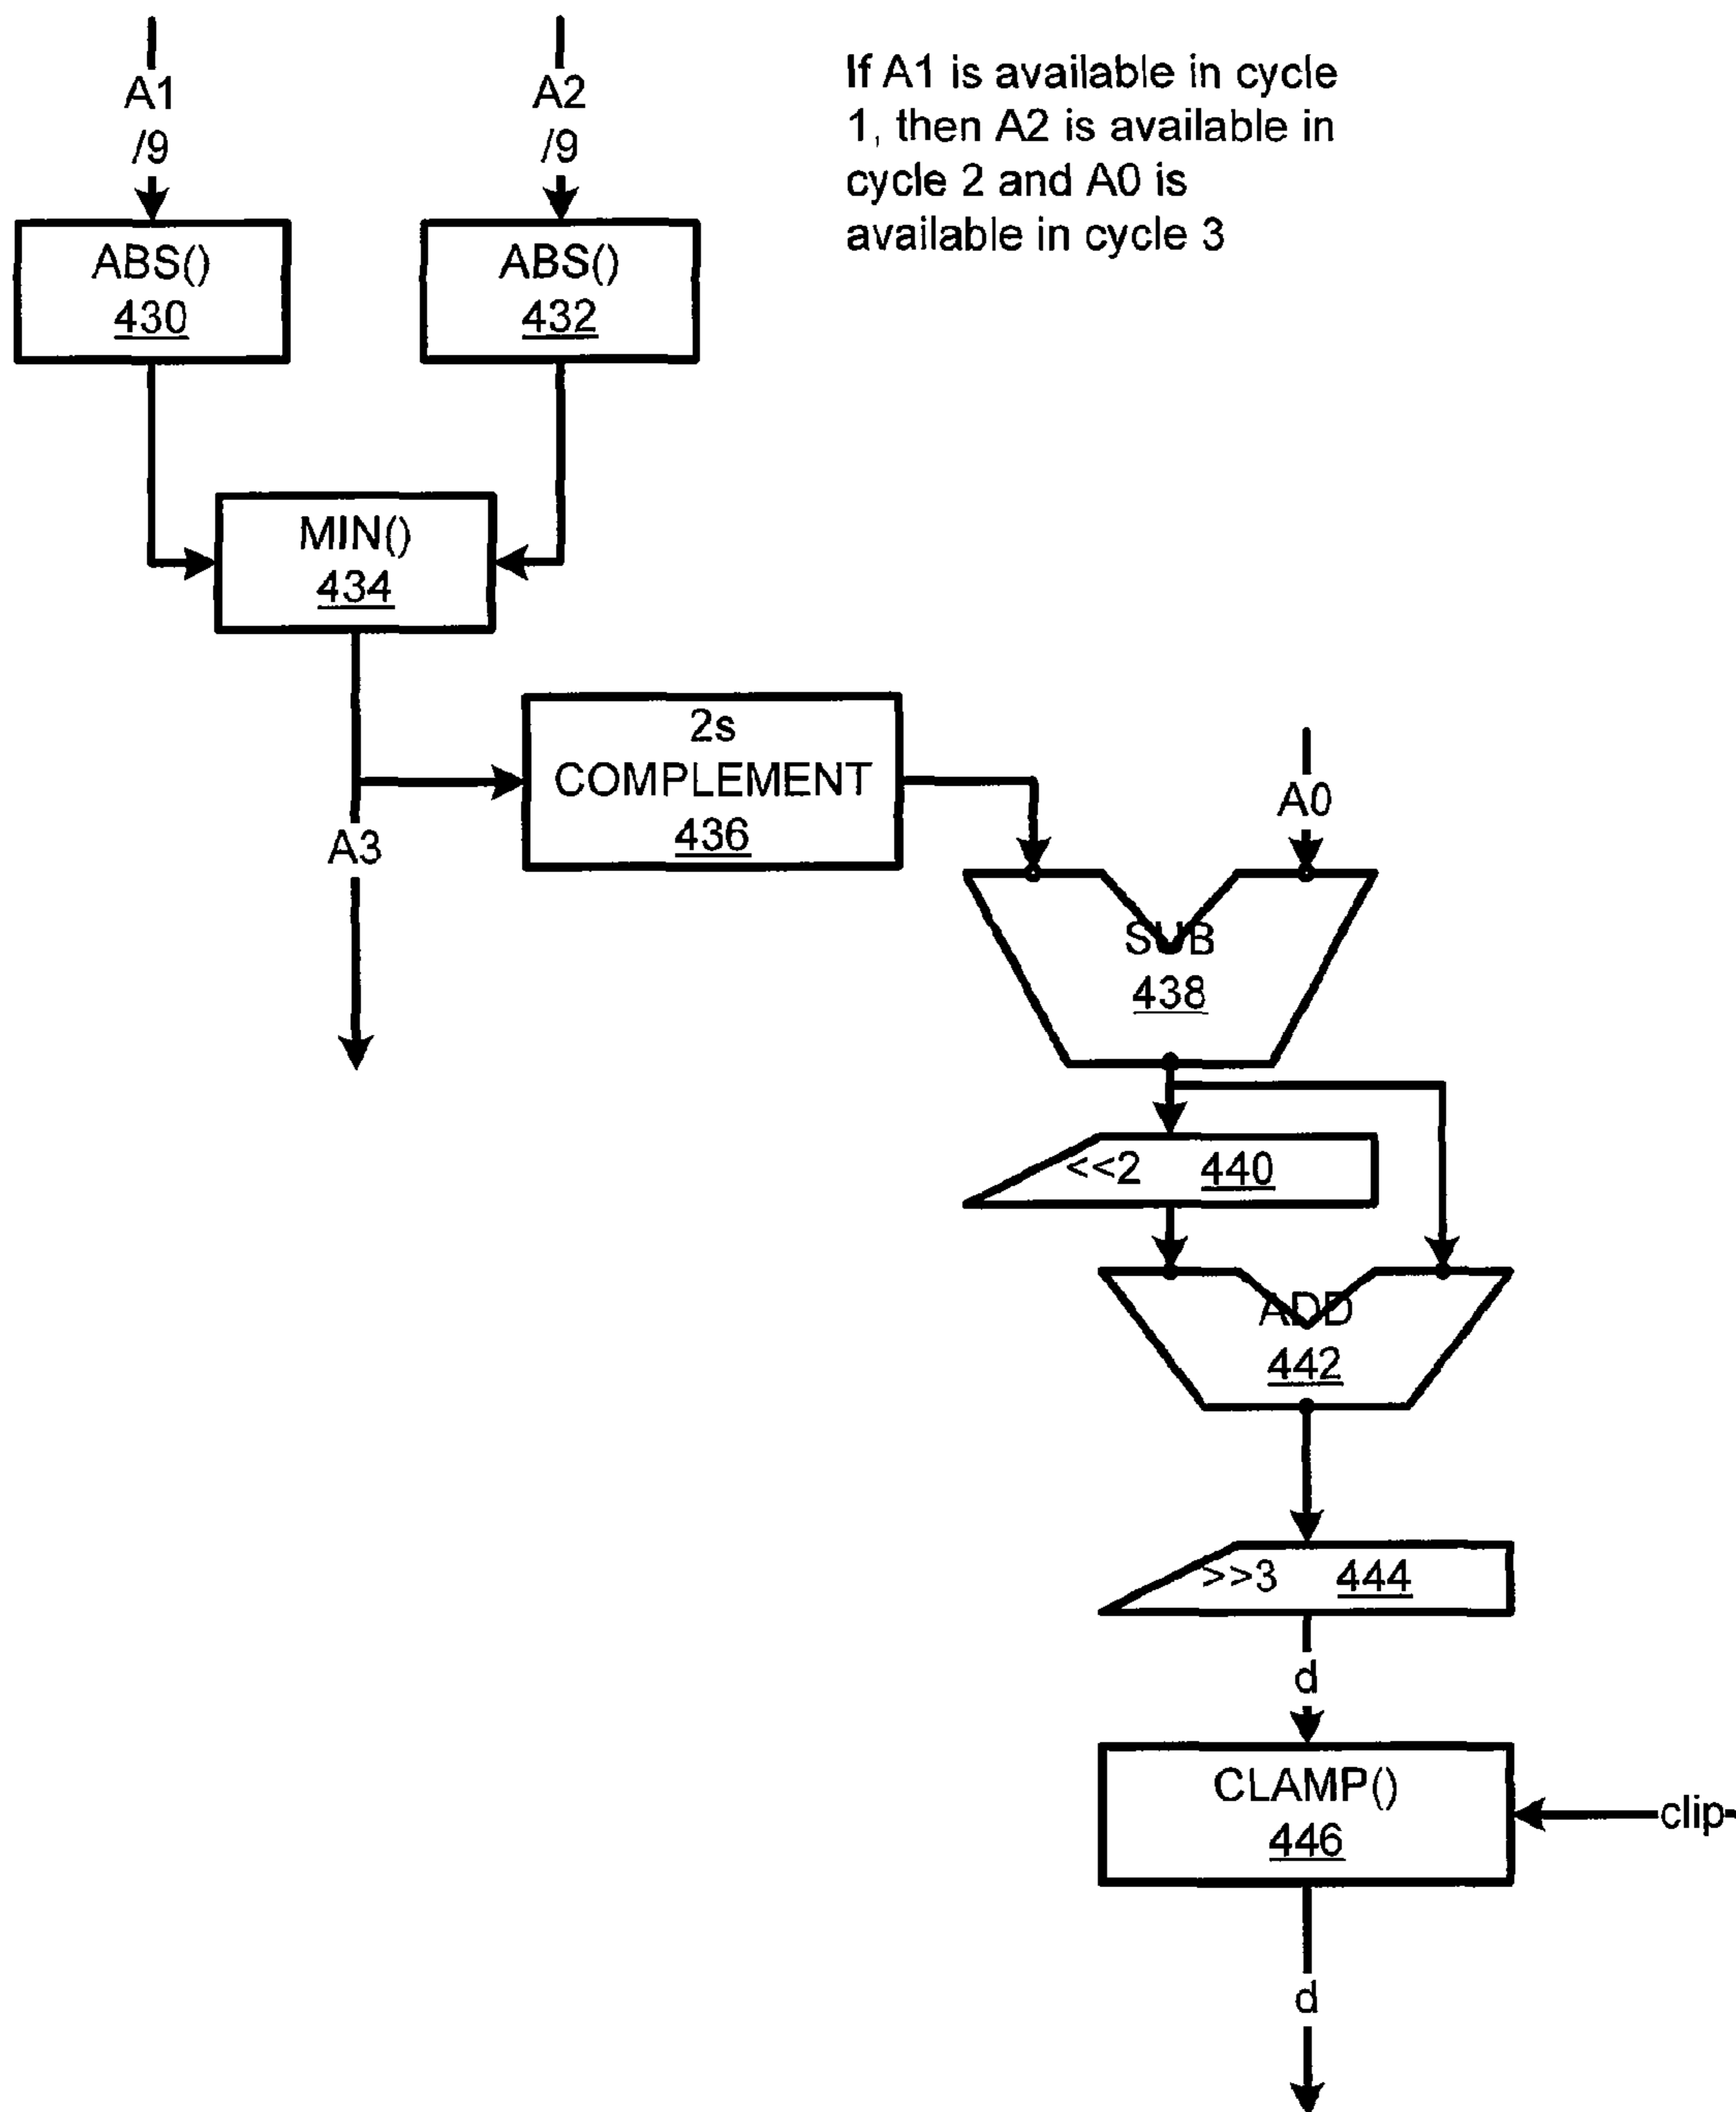 A1
/9
A2
/9
If A1 is available in cycle
1, then A2 is available in
cycle 2 and A0 is
available in cycle 3
ABS()
430
ABS()
432
MIN()
434
2s
COMPLEMENT
436
A0
A3
SUB
438
<<2 440
ADD
442
>>3 444
d
CLAMP()
446
clip
d